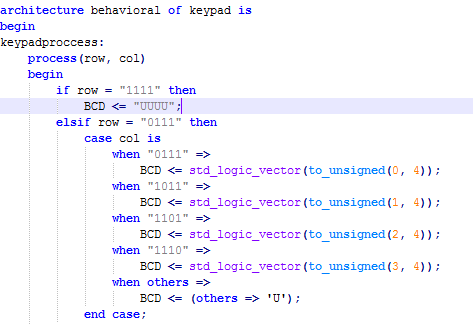 architecture behavioral of keypad is
begin
keypadproccess:
    process(row, col)
    begin
        if row = "1111" then
            BCD <= "UUUU";
        elsif row = "0111" then
            case col is
                when "0111" =>
                    BCD <= std_logic_vector(to_unsigned(0, 4));
                when "1011" =>
                    BCD <= std_logic_vector(to_unsigned(1, 4));
                when "1101" =>
                    BCD <= std_logic_vector(to_unsigned(2, 4));
                when "1110" =>
                    BCD <= std_logic_vector(to_unsigned(3, 4));
                when others =>
                    BCD <= (others => 'U');
            end case;